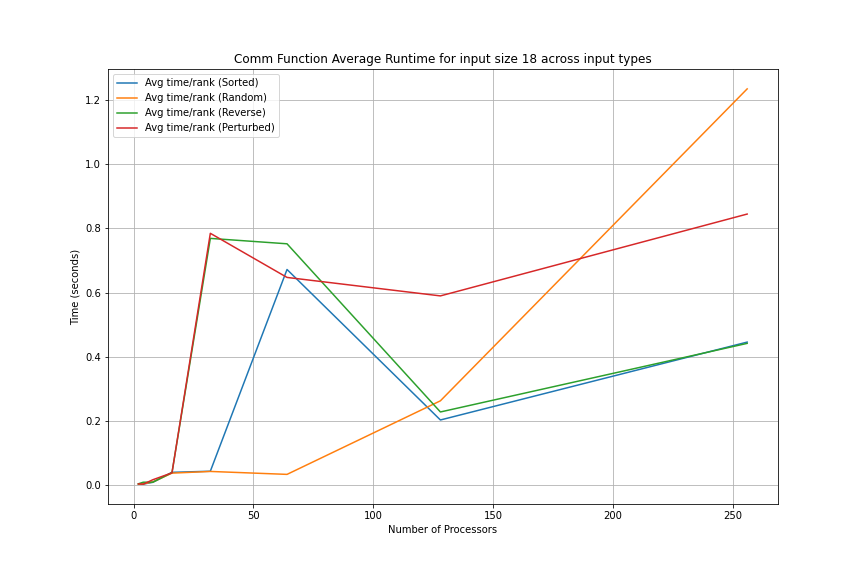 Comm Function Average Runtime for input size 18 across input types
Avg time/rank (Sorted)
Avg time/rank (Random)
Avg time/rank (Reverse)
Avg time/rank (Perturbed)
Time (seconds)
1.2
1.0
0.8
0.6
0.4
0.2
0.0
0 50 100 150 200 250
Number of Processors